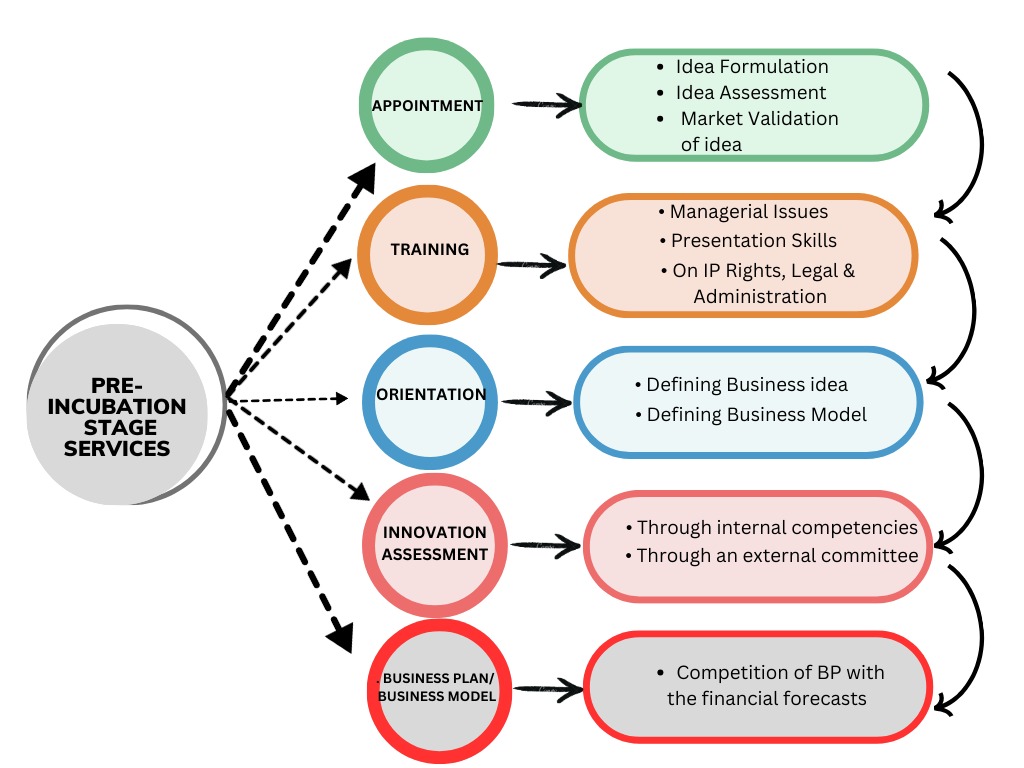 PRE-
INCUBATION
STAGE
SERVICES
APPOINTMENT
• Idea Formulation
• Idea Assessment
• Market Validation
of idea
TRAINING
• Managerial Issues
• Presentation Skills
• On IP Rights, Legal &
Administration
ORIENTATION
• Defining Business idea
• Defining Business Model
INNOVATION
ASSESSMENT
• Through internal competencies
• Through an external committee
. BUSINESS PLAN/
BUSINESS MODEL
• Competition of BP with
the financial forecasts